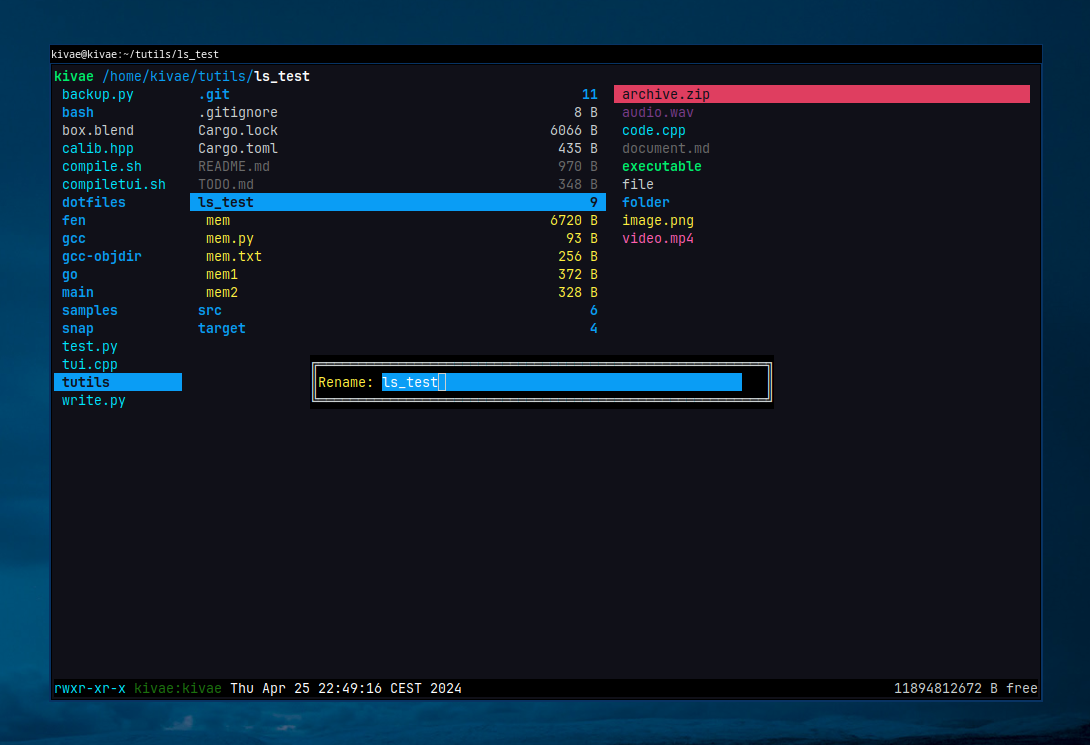 kivae@kivae:~/tutils/ls_test
kivae /home/kivae/tutils/ls_test
backup.py .git 11 archive.zip
bash .gitignore 8 B audio.wav
box.blend Cargo.lock 6066 B code.cpp
calib.hpp Cargo.toml 435 B document.md
compile.sh README.md 970 B executable
compiletui.sh TODO.md 348 B file
dotfiles ls_test 9 folder
fen mem 6720 B image.png
gcc mem.py 93 B video.mp4
gcc-objdir mem.txt 256 B
go mem1 372 B
main mem2 328 B
samples src 6
snap target 4
test.py
tui.cpp
tutils Rename: ls_test
write.py
rwxr-xr-x kivae:kivae Thu Apr 25 22:49:16 CEST 2024 11894812672 B free